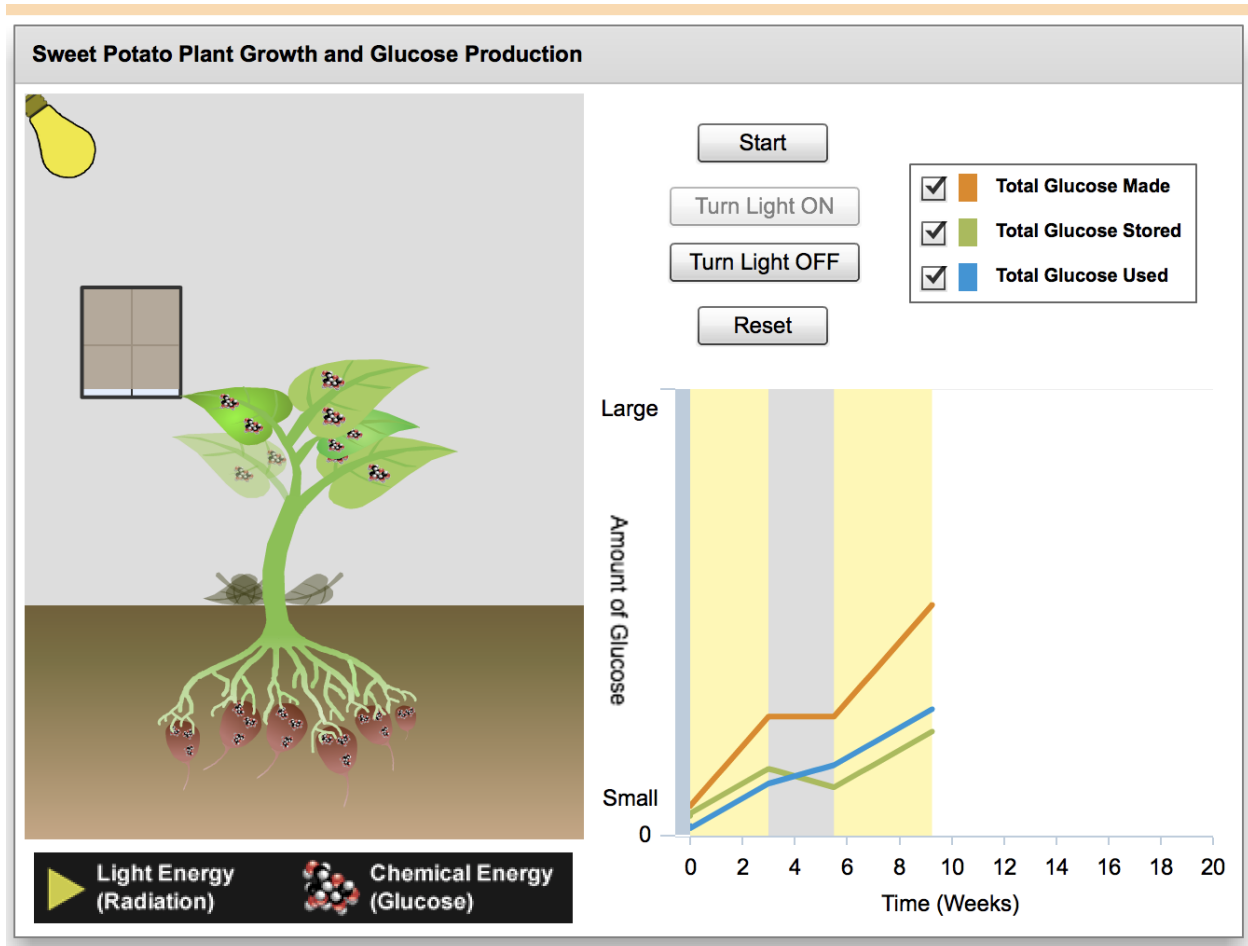 Sweet Potato Plant Growth and Glucose Production
Start
Turn Light ON
Turn Light OFF
Reset
Total Glucose Made
Total Glucose Stored
Total Glucose Used
Large
Amount of Glucose
Small
0
0 2 4 6 8 10 12 14 16 18 20
Time (Weeks)
Light Energy
(Radiation)
Chemical Energy
(Glucose)